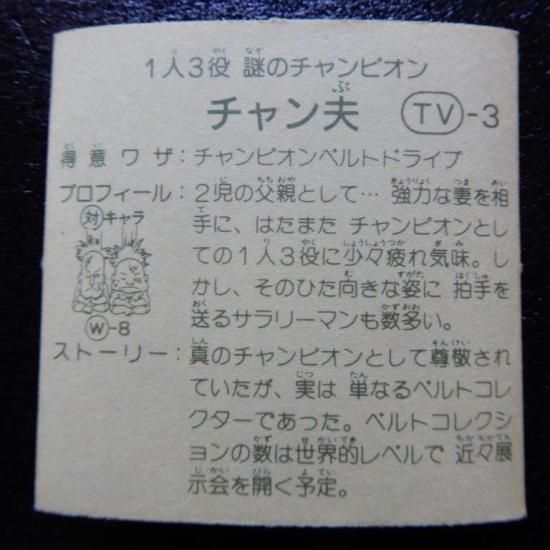 1人3役 謎のチャンピオン
チャン夫 TV-3
得意ワザ:チャンピオンベルトドライブ
プロフィール:2児の父親として… 強力な妻を相
手に、はたまた チャンピオンとし
ての1人3役に少々疲れ気味。し
かし、そのひた向きな姿に 拍手を
送るサラリーマンも数多い。
対キャラ
W-8
ストーリー:真のチャンピオンとして尊敬され
ていたが、実は 単なるベルトコレ
クターであった。ベルトコレクシ
ョンの数は世界的レベルで 近々展
示会を開く予定。